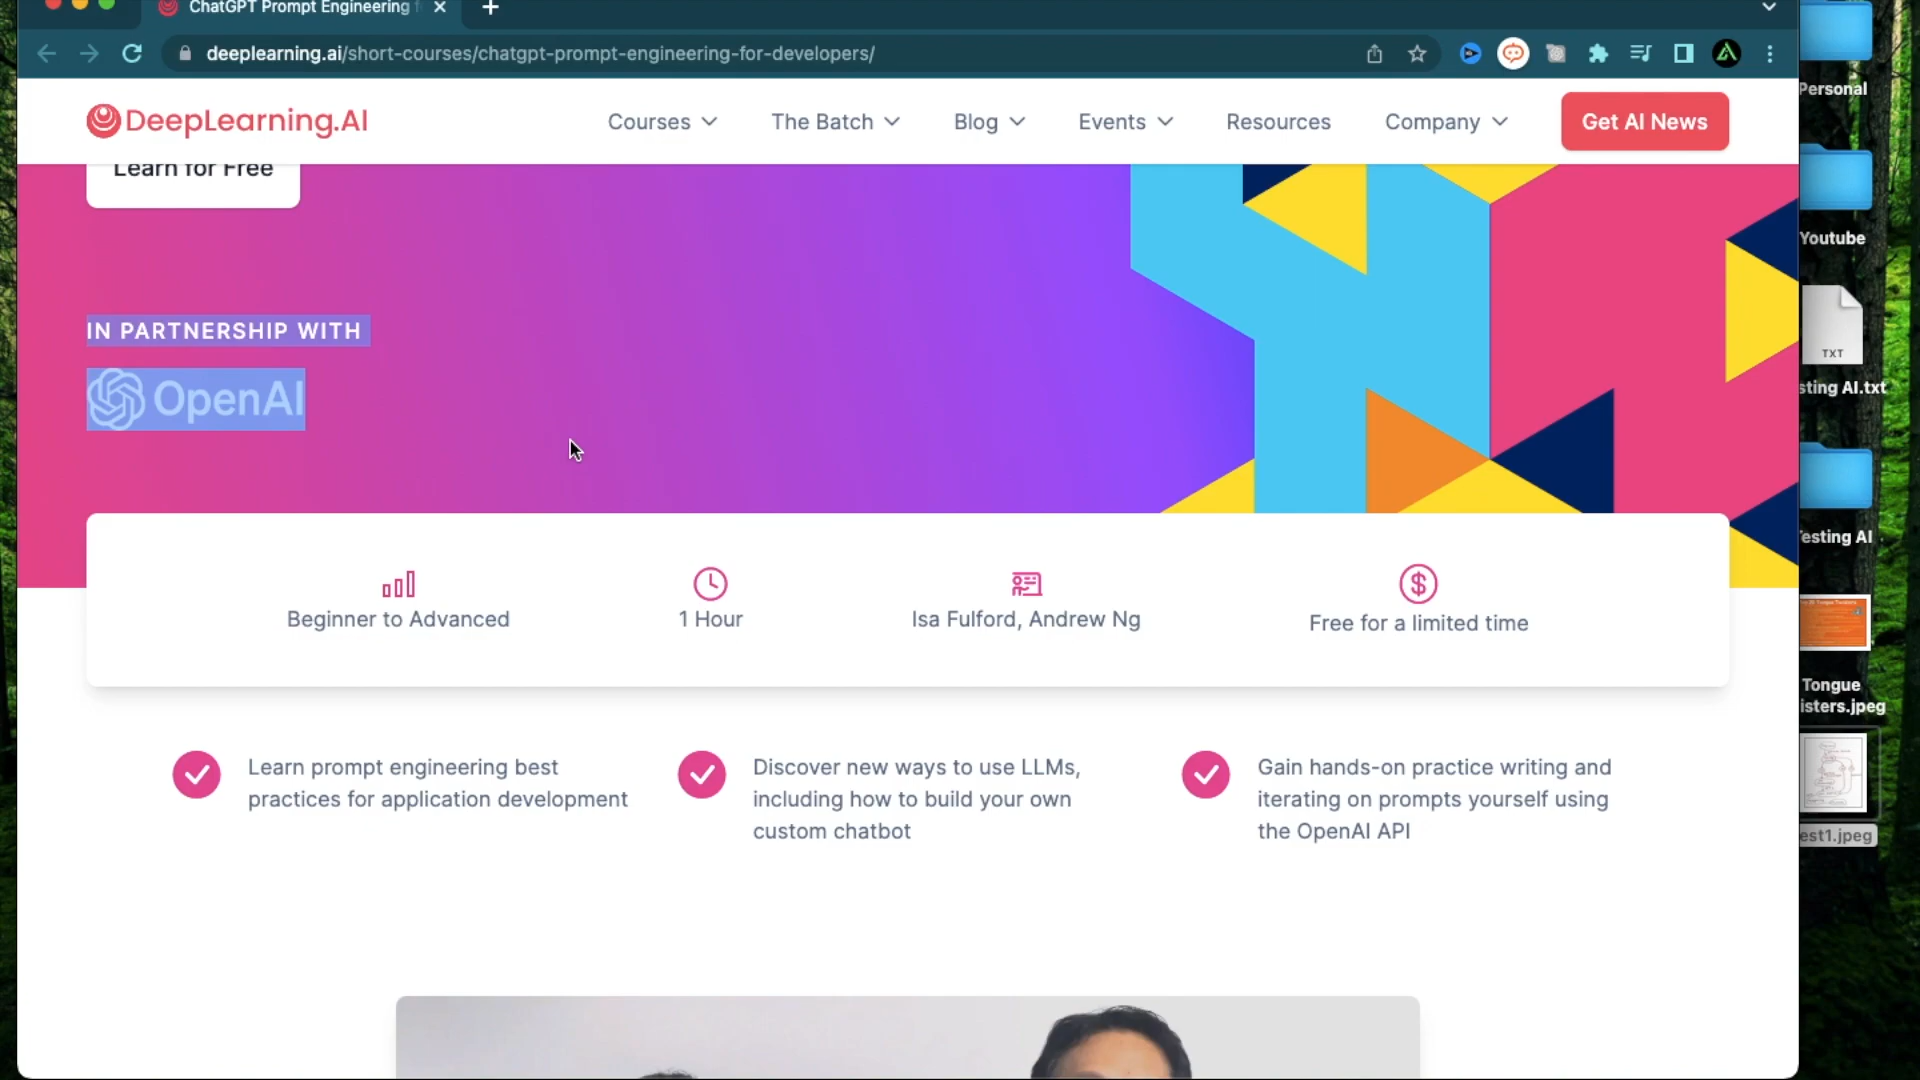 ChatGPT Prompt Engineering f
deeplearning.ai/short-courses/chatgpt-prompt-engineering-for-developers/
DeepLearning.AI
Courses
The Batch
Blog
Events
Resources
Company
Get AI News
Learn for Free
IN PARTNERSHIP WITH
OpenAI
Beginner to Advanced
1 Hour
Isa Fulford, Andrew Ng
Free for a limited time
Learn prompt engineering best
practices for application development
Discover new ways to use LLMs,
including how to build your own
custom chatbot
Gain hands-on practice writing and
iterating on prompts yourself using
the OpenAI API
Personal
Youtube
TXT
sting AI.txt
esting AI
Tongue
isters.jpeg
est1.jpeg